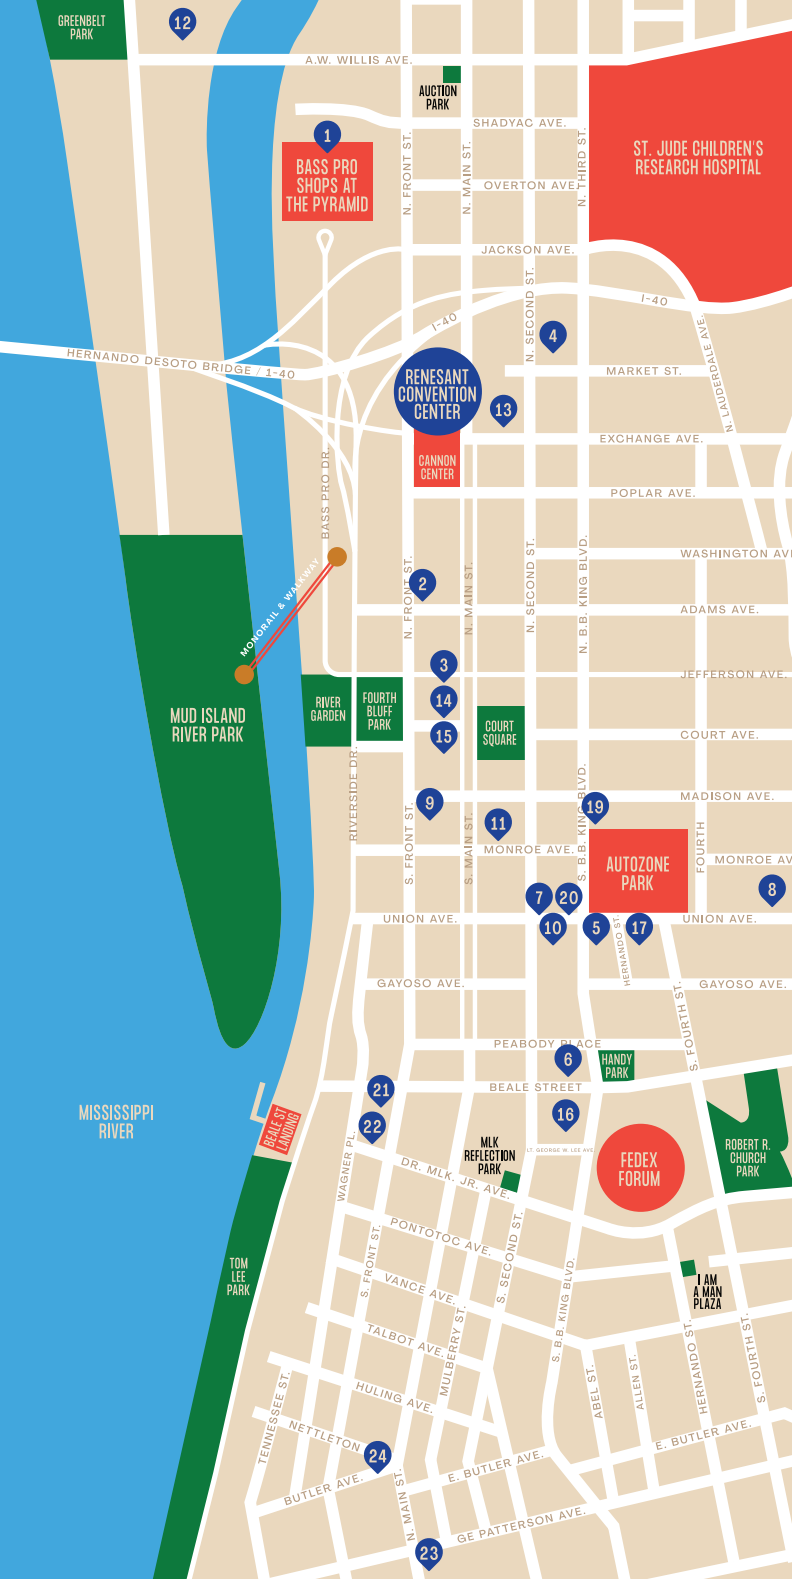 GREENBELT
PARK
12
A.W. WILLIS AVE.
AUCTION
PARK
SHADYAC AVE.
1
BASS PRO
SHOPS AT
THE PYRAMID
ST. JUDE CHILDREN'S
RESEARCH HOSPITAL
N. FRONT ST.
N. MAIN ST.
N. THIRD ST.
OVERTON AVE.
JACKSON AVE.
N. SECOND ST.
I-40
I-40
4
HERNANDO DESOTO BRIDGE / 1-40
N. LAUDERDALE AVE.
MARKET ST.
RENESANT
CONVENTION
CENTER
13
EXCHANGE AVE.
CANNON
CENTER
BASS PRO DR.
POPLAR AVE.
WASHINGTON AV
MONORAIL & WALKWAY
N. FRONT ST.
2
N. MAIN ST.
N. SECOND ST.
N. B.B. KING BLVD.
ADAMS AVE.
3
JEFFERSON AVE.
MUD ISLAND
RIVER PARK
RIVER
GARDEN
FOURTH
BLUFF
PARK
14
15
COURT
SQUARE
COURT AVE.
RIVERSIDE DR.
S. FRONT ST.
9
S. MAIN ST.
11
S. B.B. KING BLVD.
19
MADISON AVE.
MONROE AVE.
AUTOZONE
PARK
FOURTH
MONROE AV
7
20
8
UNION AVE.
10
5
17
UNION AVE.
HERNANDO ST.
GAYOSO AVE.
S. FOURTH ST.
GAYOSO AVE.
PEABODY PLACE
6
HANDY
PARK
BEALE STREET
21
22
16
MISSISSIPPI
RIVER
BEALE ST
LANDING
WAGNER PL.
MLK
REFLECTION
PARK
LT. GEORGE W. LEE AVE.
FEDEX
FORUM
ROBERT R.
CHURCH
PARK
DR. MLK. JR. AVE.
TOM
LEE
PARK
S. FRONT ST.
PONTOTOC AVE.
S. SECOND ST.
S. B.B. KING BLVD.
I AM
A MAN
PLAZA
VANCE AVE.
TALBOT AVE.
MULBERRY ST.
HERNANDO ST.
S. FOURTH ST.
TENNESSEE ST.
HULING AVE.
ABEL ST.
ALLEN ST.
NETTLETON
24
E. BUTLER AVE.
BUTLER AVE.
E. BUTLER AVE.
N. MAIN ST.
GE PATTERSON AVE.
23